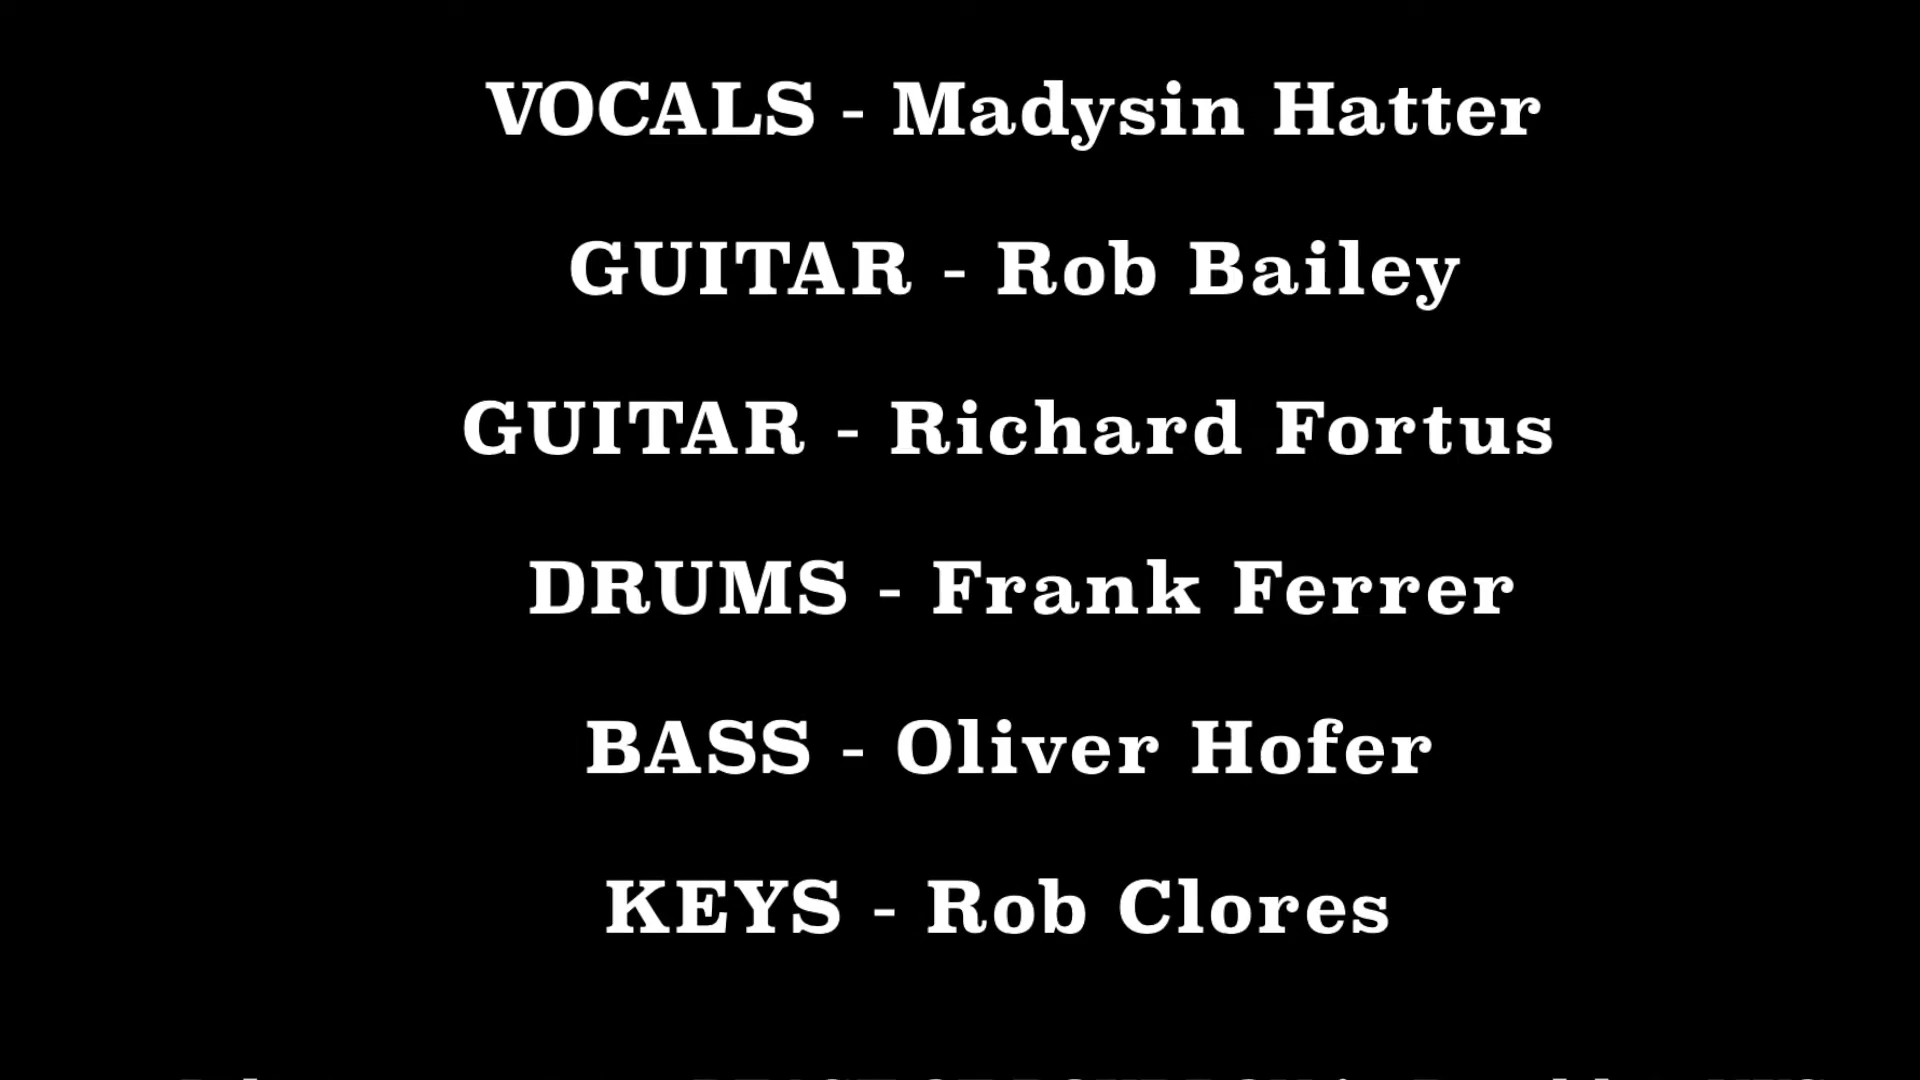 VOCALS - Madysin Hatter
GUITAR - Rob Bailey
GUITAR - Richard Fortus
DRUMS - Frank Ferrer
BASS - Oliver Hofer
KEYS - Rob Clores